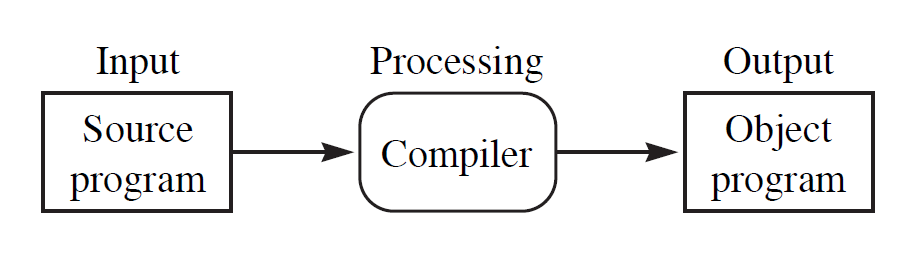 Input
Processing
Output
Source
program
Compiler
Object
program